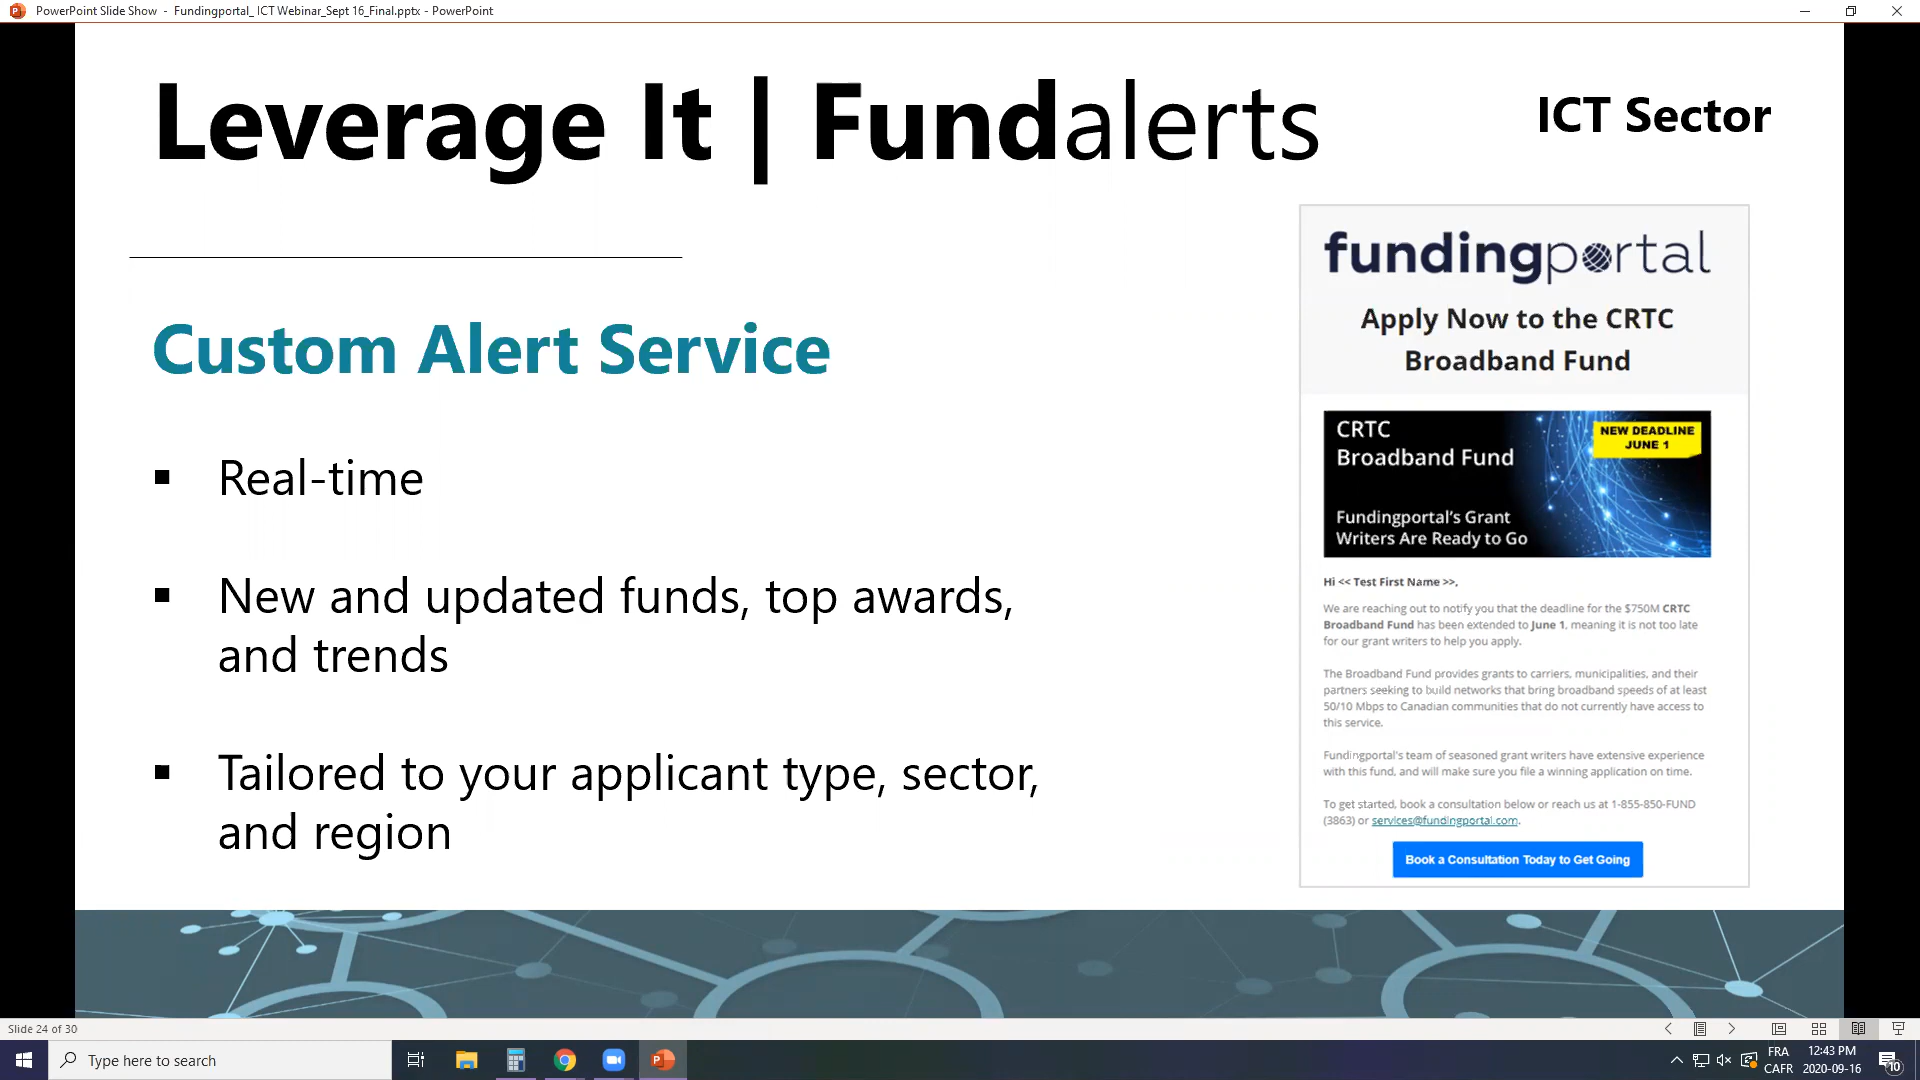 PowerPoint Slide Show - Fundingportal_ ICT Webinar_Sept 16_Final.pptx - PowerPoint
Leverage It | Fundalerts
ICT Sector
Custom Alert Service
▪ Real-time
▪ New and updated funds, top awards,
and trends
▪ Tailored to your applicant type, sector,
and region
fundingportal
Apply Now to the CRTC
Broadband Fund
CRTC
Broadband Fund
NEW DEADLINE
JUNE 1
Fundingportal's Grant
Writers Are Ready to Go
Hi << Test First Name >>,
We are reaching out to notify you that the deadline for the $750M CRTC
Broadband Fund has been extended to June 1, meaning it is not too late
for our grant writers to help you apply.
The Broadband Fund provides grants to carriers, municipalities, and their
partners seeking to build networks that bring broadband speeds of at least
50/10 Mbps to Canadian communities that do not currently have access to
this service.
Fundingportal's team of seasoned grant writers have extensive experience
with this fund, and will make sure you file a winning application on time.
To get started, book a consultation below or reach us at 1-855-850-FUND
(3863) or services@fundingportal.com.
Book a Consultation Today to Get Going
Slide 24 of 30
Type here to search
FRA
CAFR
12:43 PM
2020-09-16
10